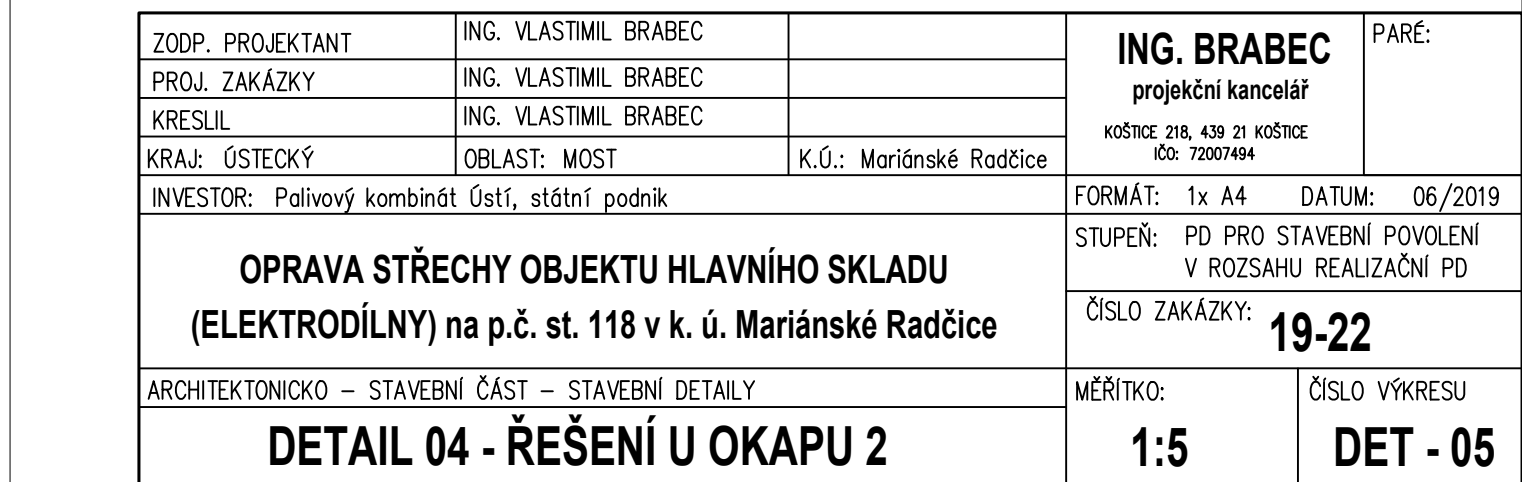 ZODP. PROJEKTANT
ING. VLASTIMIL BRABEC
PROJ. ZAKÁZKY
ING. VLASTIMIL BRABEC
KRESLIL
ING. VLASTIMIL BRABEC
KRAJ: ÚSTECKÝ
OBLAST: MOST
K.Ú.: Mariánské Radčice
ING. BRABEC
projekční kancelář
KOŠTICE 218, 439 21 KOŠTICE
IČO: 72007494
PARÉ:
INVESTOR: Palivový kombinát Ústí, státní podnik
FORMÁT: 1x A4
DATUM: 06/2019
OPRAVA STŘECHY OBJEKTU HLAVNÍHO SKLADU
(ELEKTRODÍLNY) na p.č. st. 118 v k. ú. Mariánské Radčice
STUPEŇ: PD PRO STAVEBNÍ POVOLENÍ
V ROZSAHU REALIZAČNÍ PD
ČÍSLO ZAKÁZKY: 19-22
ARCHITEKTONICKO – STAVEBNÍ ČÁST – STAVEBNÍ DETAILY
DETAIL 04 - ŘEŠENÍ U OKAPU 2
MĚŘÍTKO:
1:5
ČÍSLO VÝKRESU
DET - 05